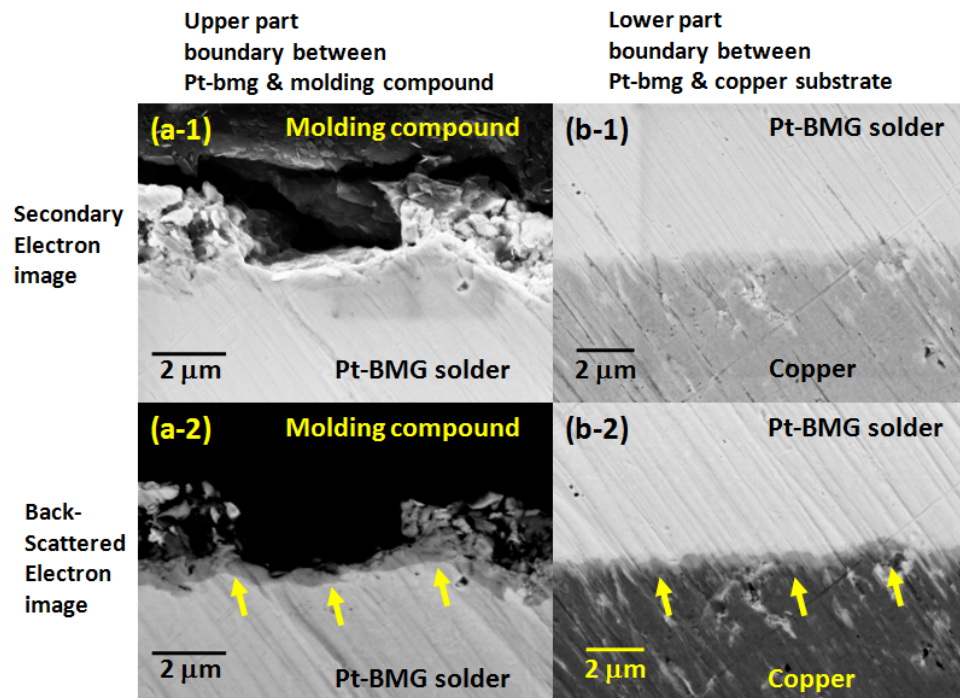 Upper part
boundary between
Pt-bmg & molding compound
Lower part
boundary between
Pt-bmg & copper substrate
Secondary
Electron
image
(a-1)
Molding compound
2 μm
Pt-BMG solder
(b-1)
Pt-BMG solder
2 μm
Copper
Back-
Scattered
Electron
image
(a-2)
Molding compound
2 μm
Pt-BMG solder
(b-2)
Pt-BMG solder
2 μm
Copper